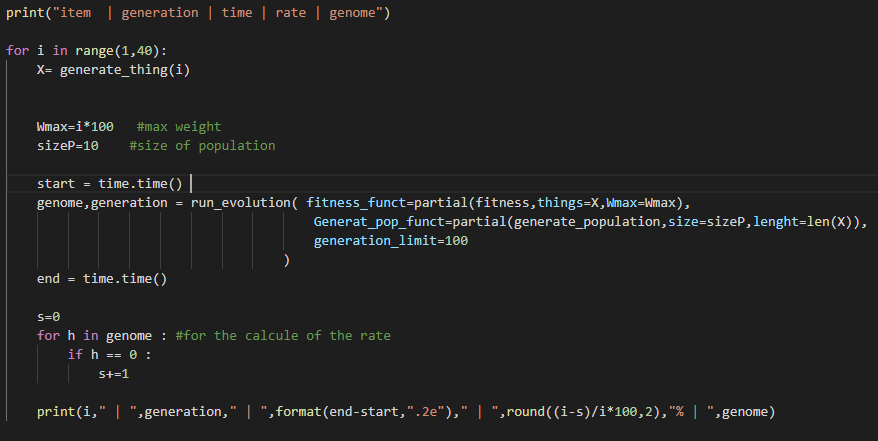 print("item  | generation | time | rate | genome")
for i in range(1,40):
    X= generate_thing(i)
    Wmax=i*100   #max weight
    sizeP=10    #size of population
    start = time.time()
    genome,generation = run_evolution( fitness_funct=partial(fitness,things=X,Wmax=Wmax),
                                        Generat_pop_funct=partial(generate_population,size=sizeP,lenght=len(X)),
                                        generation_limit=100
                                    )
    end = time.time()
    s=0
    for h in genome : #for the calcule of the rate
        if h == 0 :
            s+=1
    print(i," | ",generation," | ",format(end-start,".2e")," | ",round((i-s)/i*100,2),"% | ",genome)